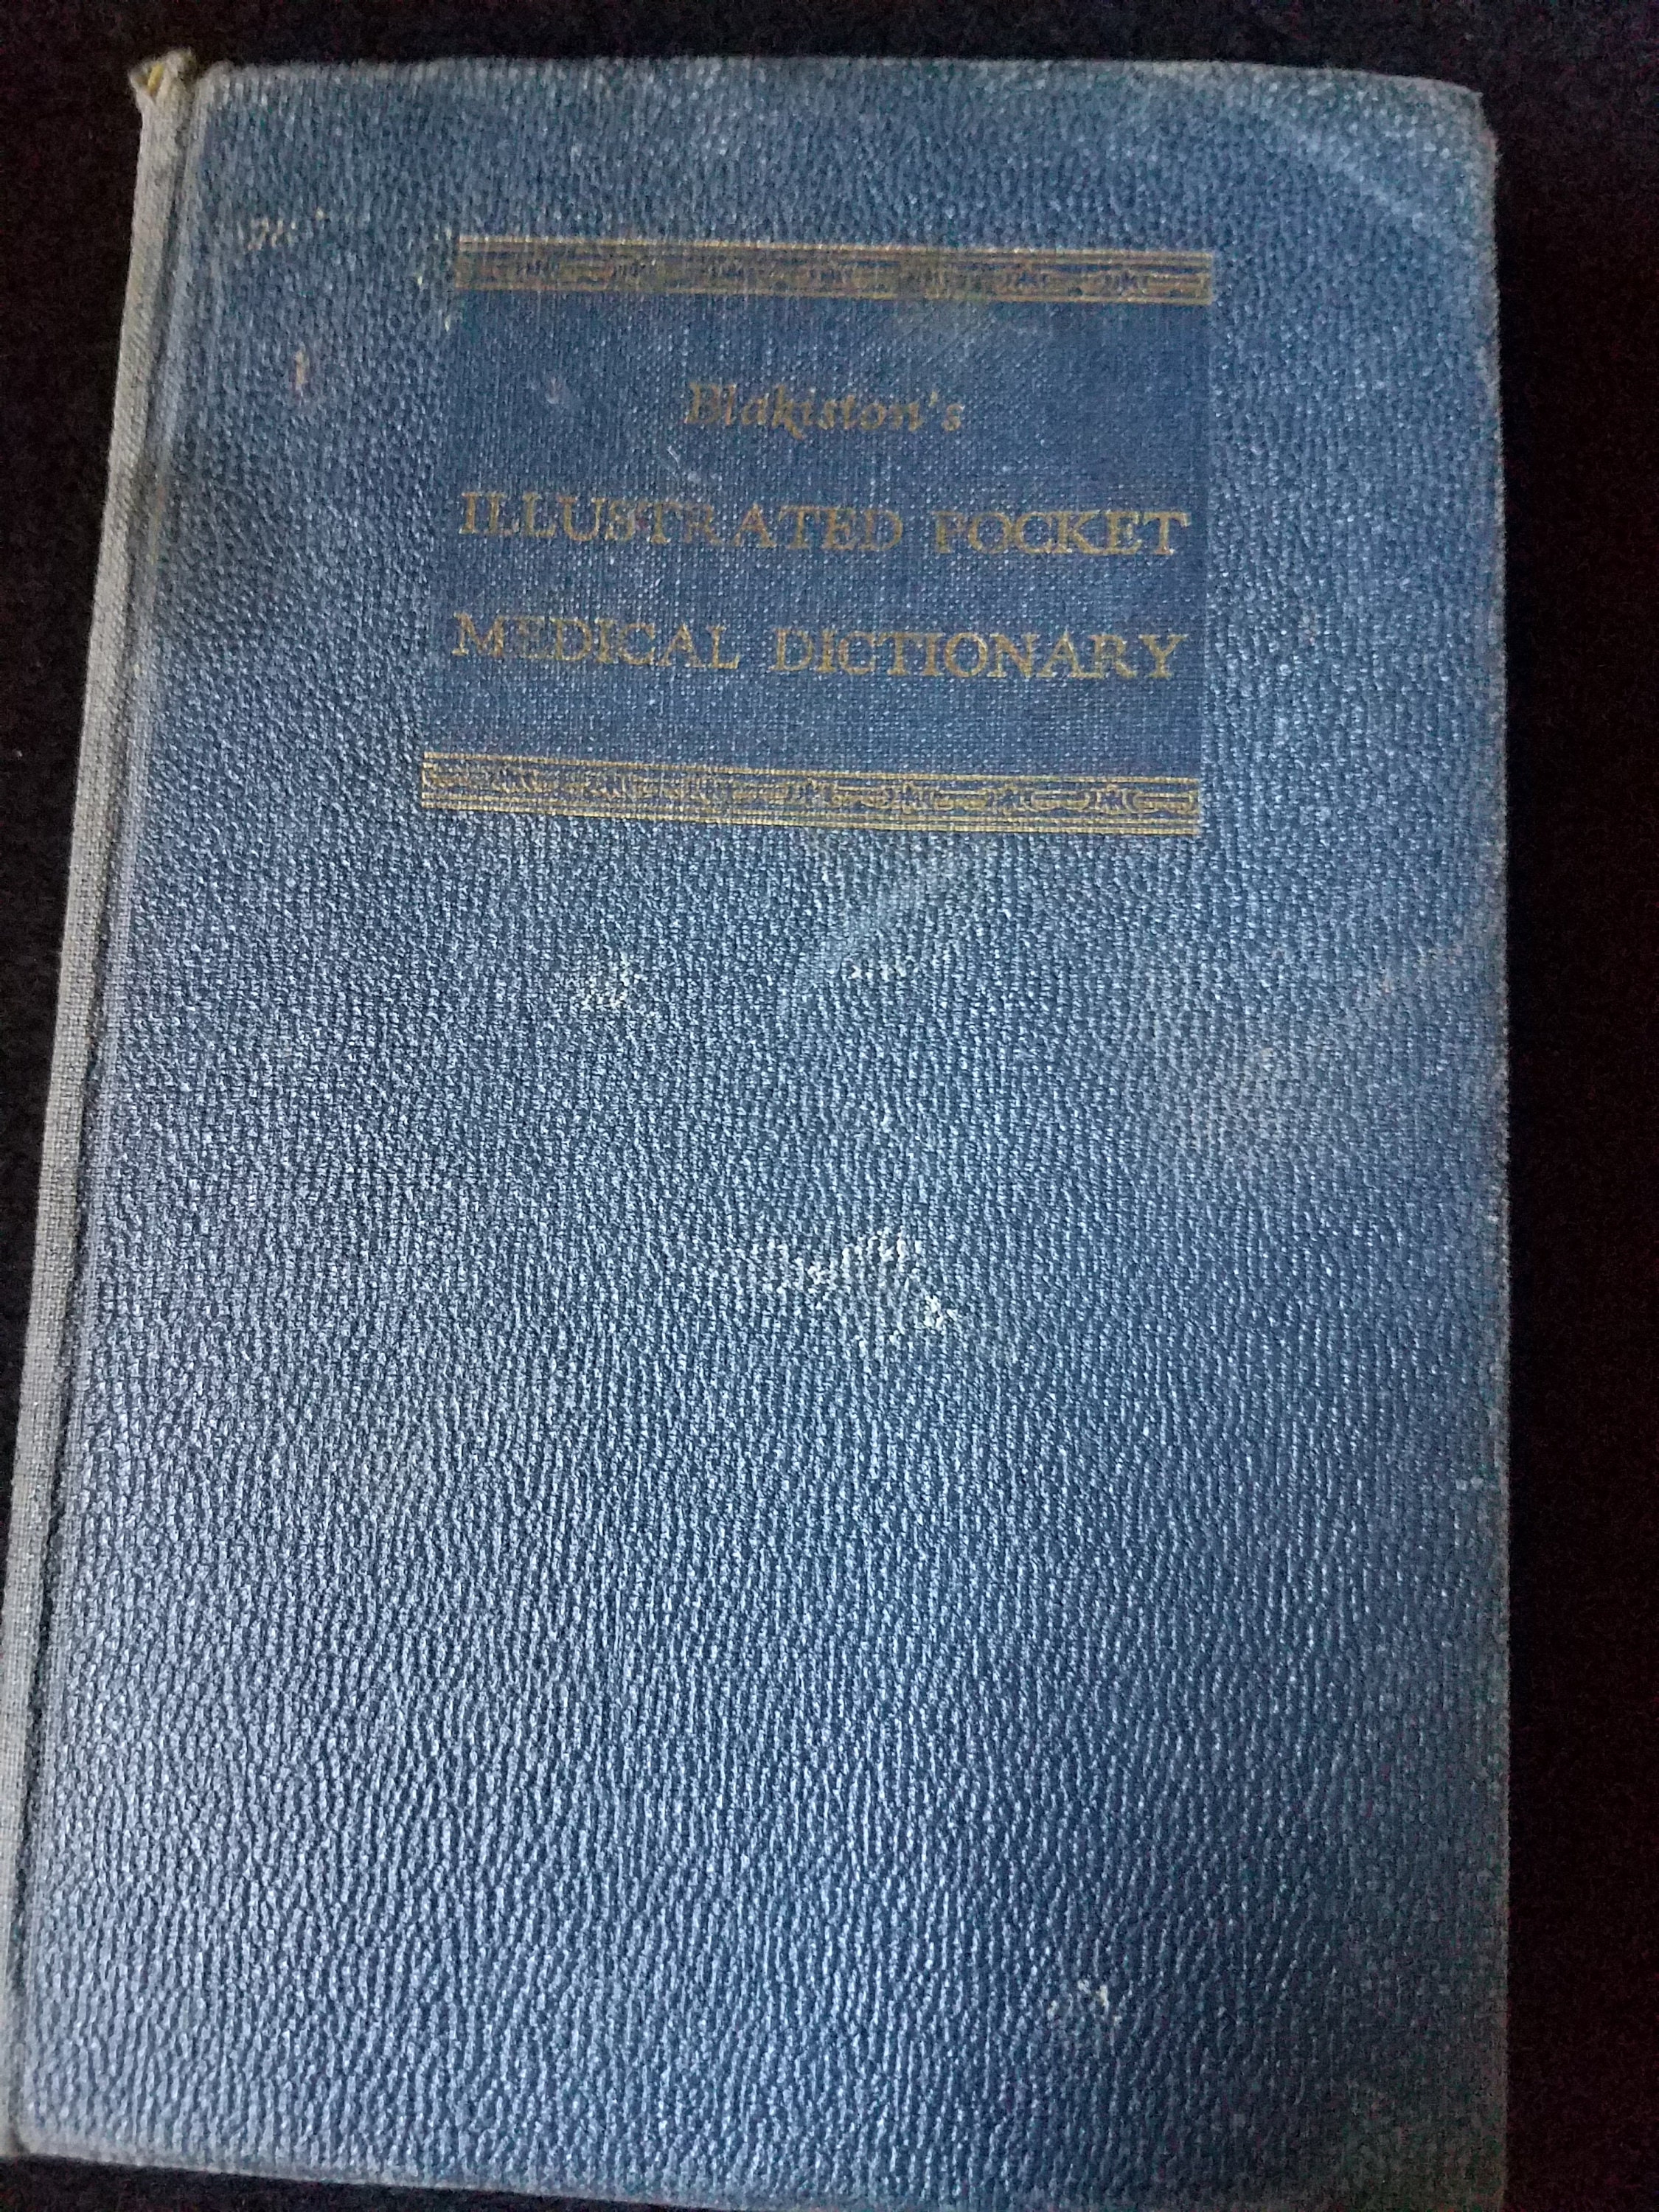 Blakiston's
ILLUSTRATED POCKET
MEDICAL DICTIONARY